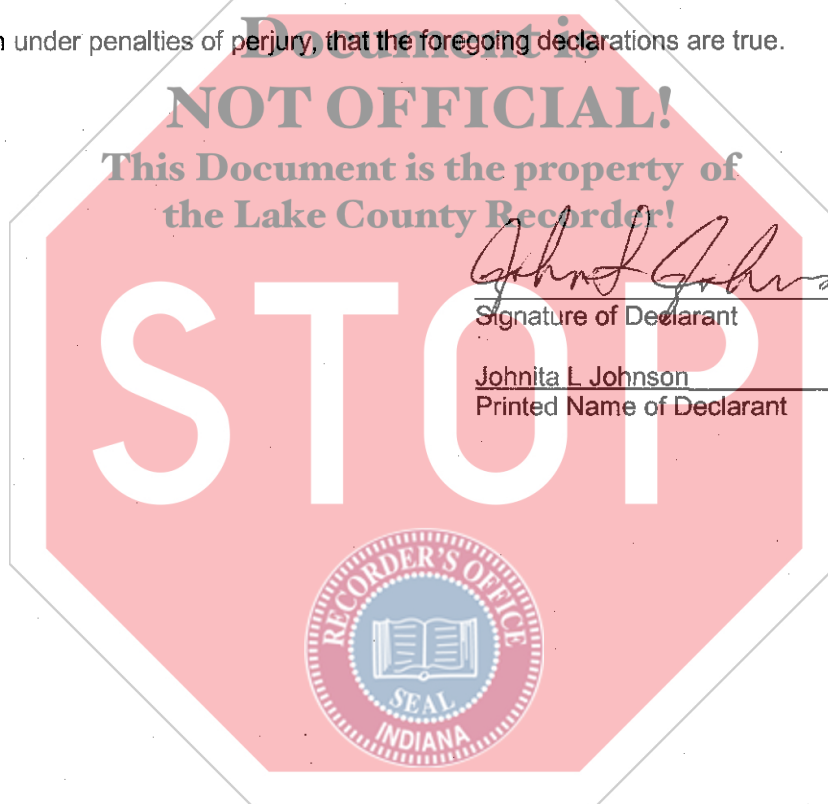 under penalties of perjury, that the foregoing declarations are true.
Document is
NOT OFFICIAL!
This Document is the property of
the Lake County Recorder!
Signature of Declarant
Johnita L Johnson
Printed Name of Declarant
STOP
RECORDER'S OFFICE
SEAL
INDIANA